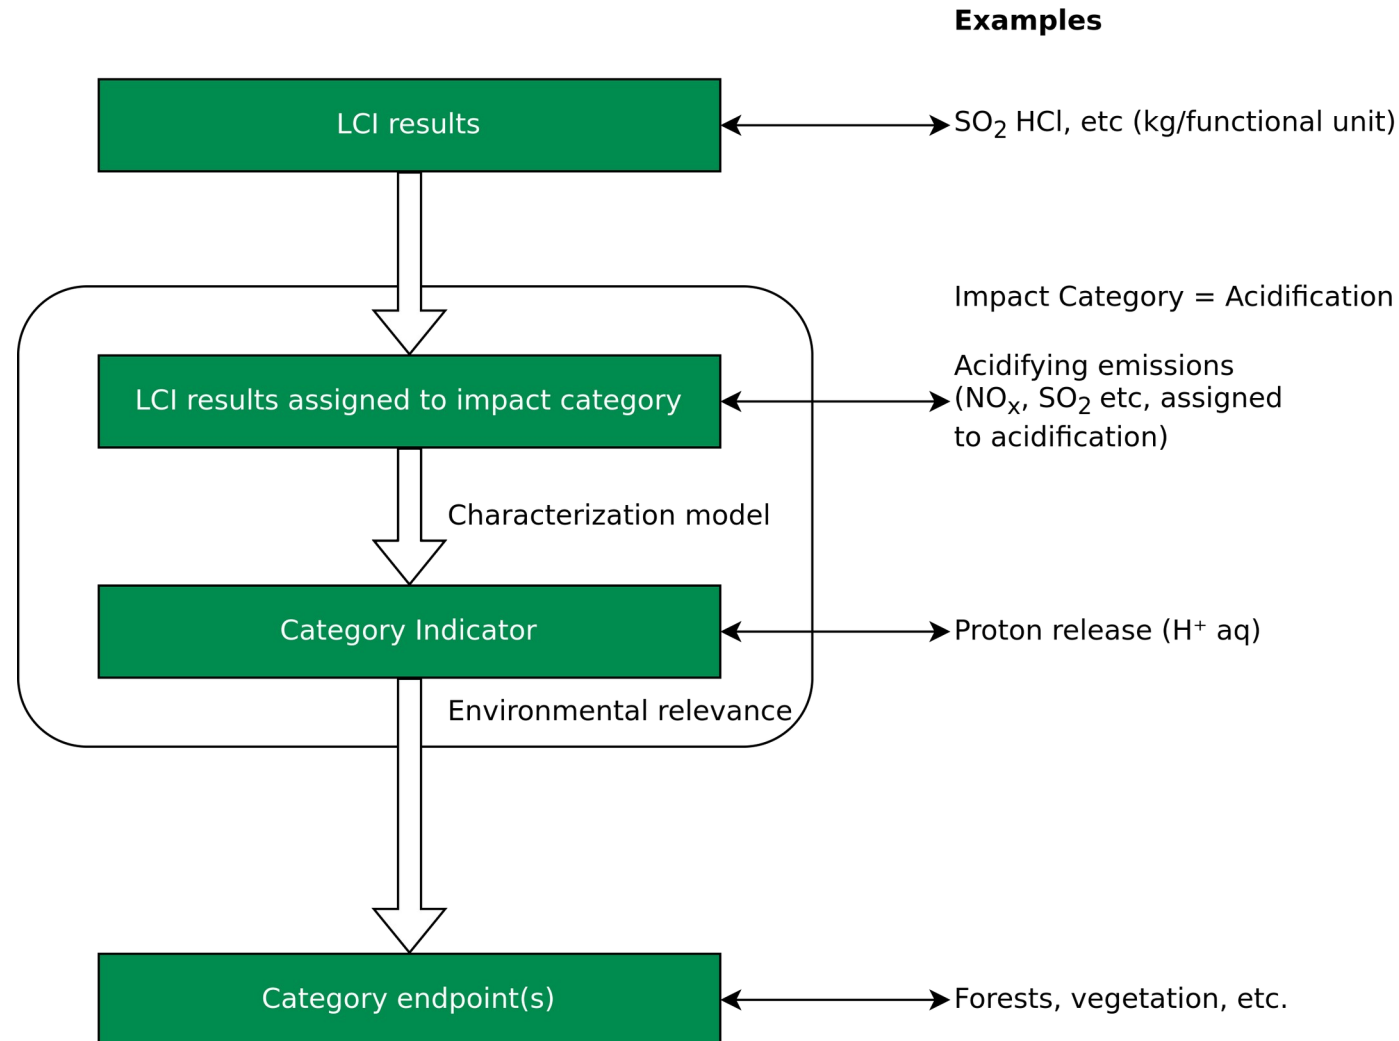 Examples
LCI results
SO₂ HCl, etc (kg/functional unit)
Impact Category = Acidification
LCI results assigned to impact category
Acidifying emissions
(NOₓ, SO₂ etc, assigned
to acidification)
Characterization model
Category Indicator
Proton release (H⁺ aq)
Environmental relevance
Category endpoint(s)
Forests, vegetation, etc.